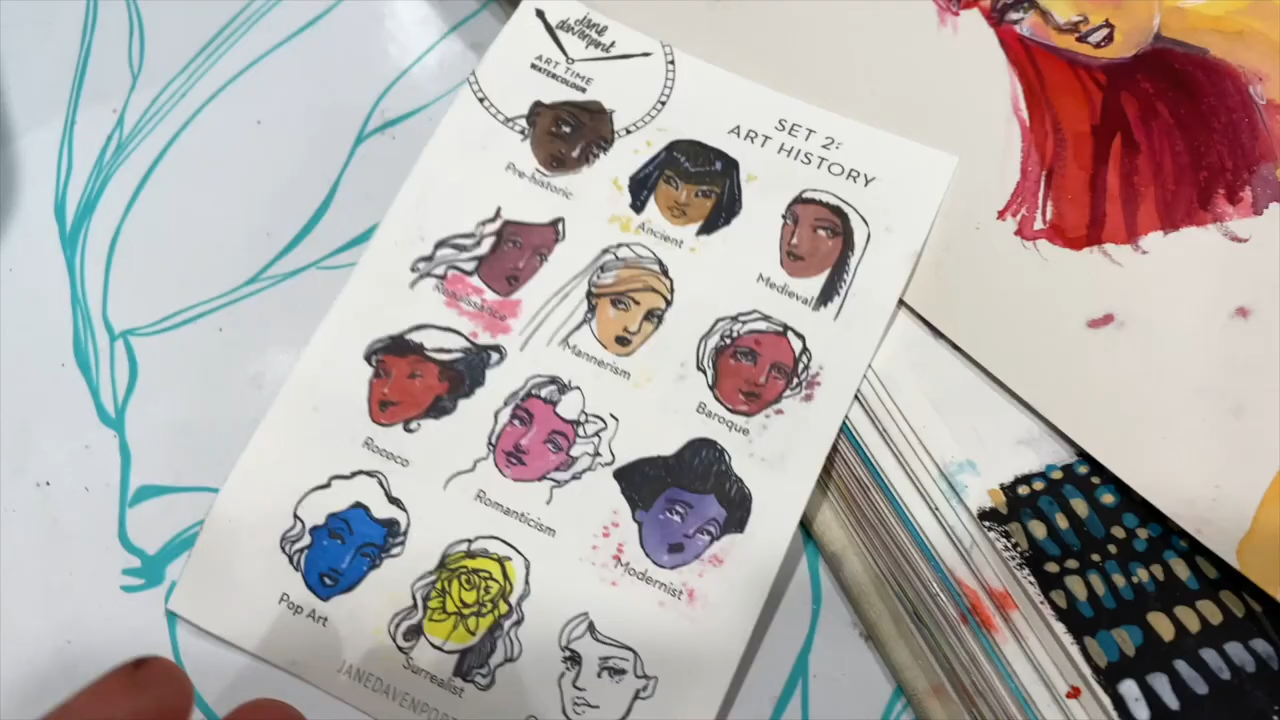 jane
davenport
ART TIME
WATERCOLOUR
SET 2:
ART HISTORY
Pre-historic
Ancient
Medieval
Renaissance
Mannerism
Baroque
Rococo
Romanticism
Modernist
Pop Art
Surrealist
JANEDAVENPORT